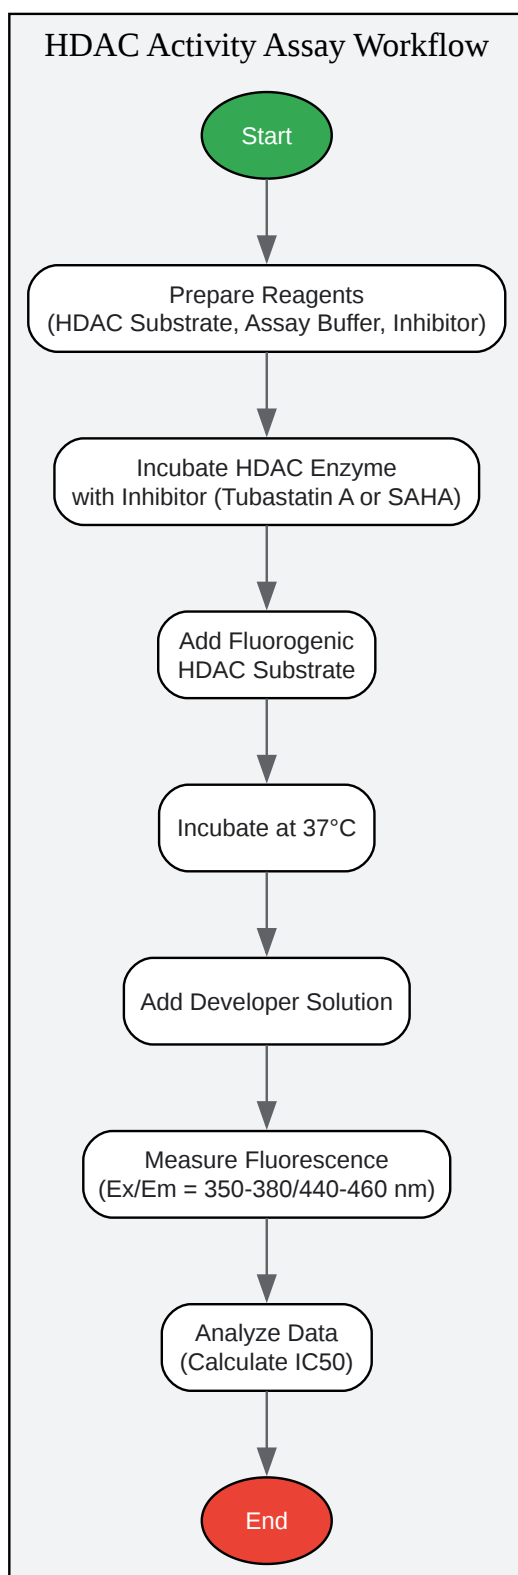 HDAC Activity Assay Workflow
Start
Prepare Reagents
(HDAC Substrate, Assay Buffer, Inhibitor)
Incubate HDAC Enzyme
with Inhibitor (Tubastatin A or SAHA)
Add Fluorogenic
HDAC Substrate
Incubate at 37°C
Add Developer Solution
Measure Fluorescence
(Ex/Em = 350-380/440-460 nm)
Analyze Data
(Calculate IC50)
End